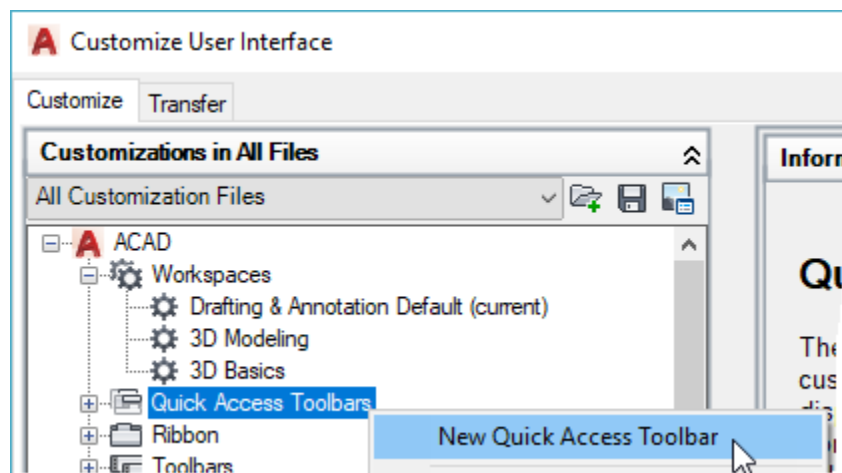 Customize User Interface
Customize
Transfer
Customizations in All Files
All Customization Files
ACAD
Workspaces
Drafting & Annotation Default (current)
3D Modeling
3D Basics
Quick Access Toolbars
Ribbon
New Quick Access Toolbar
Toolbars